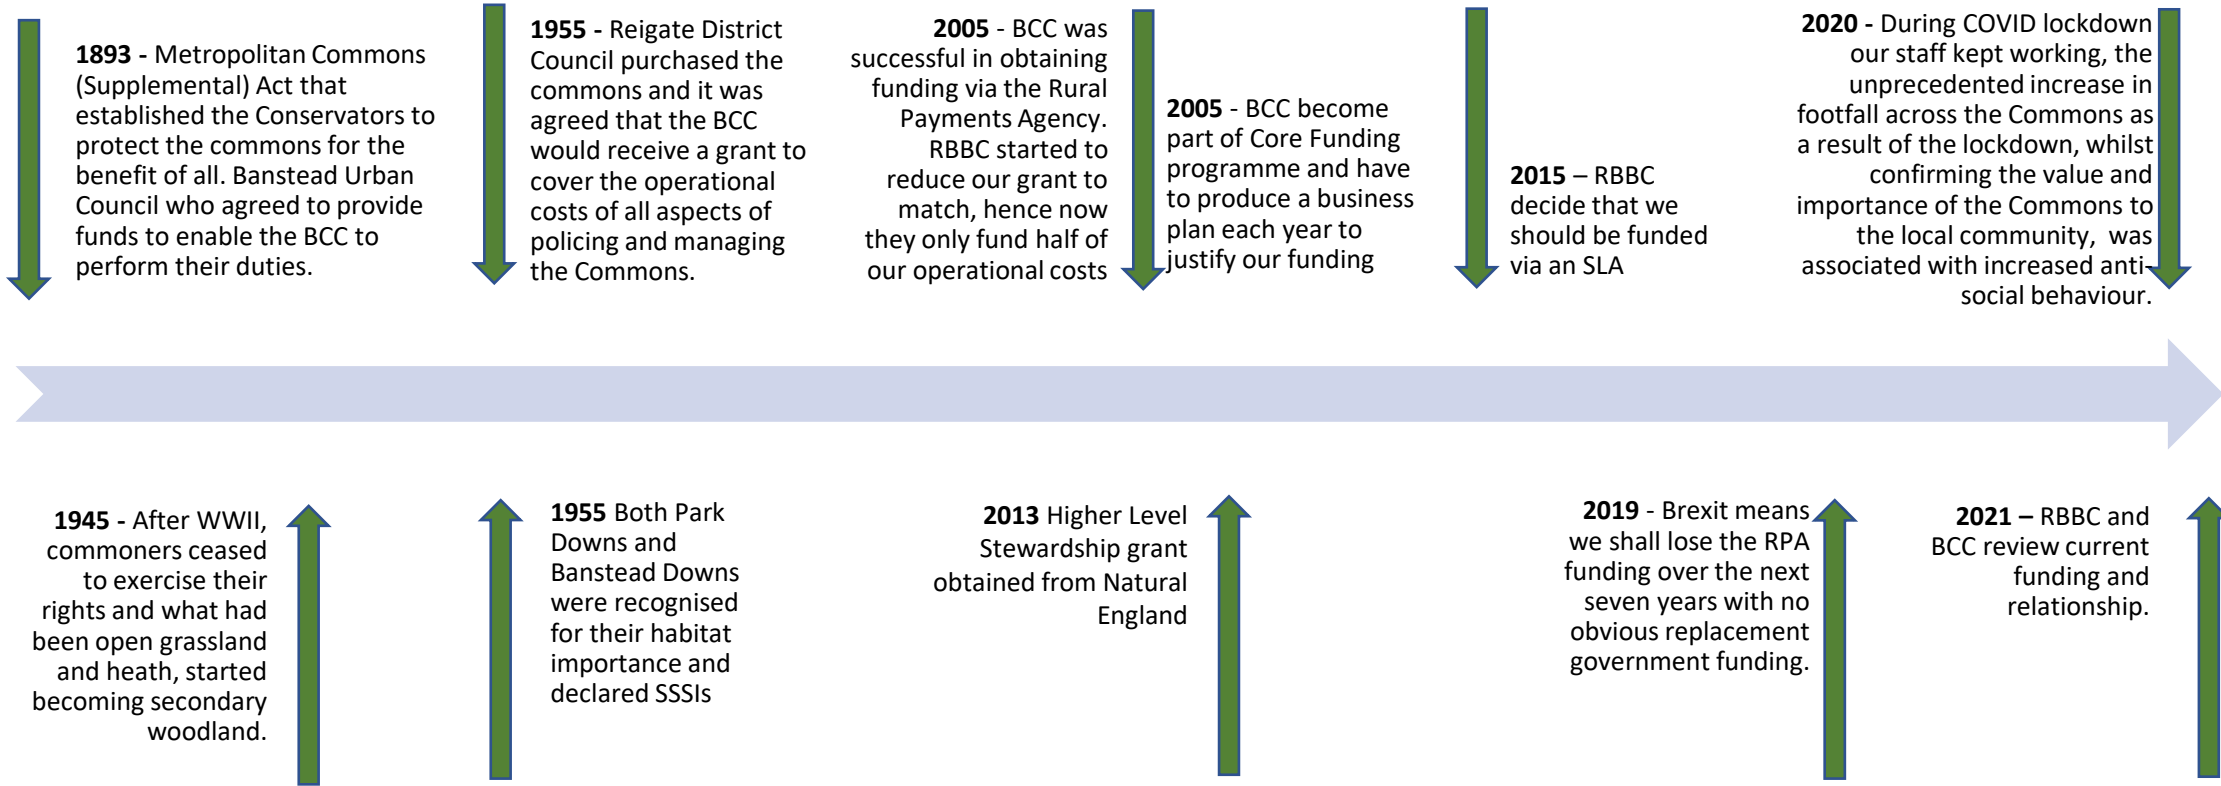 1893 - Metropolitan Commons
(Supplemental) Act that
established the Conservators to
protect the commons for the
benefit of all. Banstead Urban
Council who agreed to provide
funds to enable the BCC to
perform their duties.
1955 - Reigate District
Council purchased the
commons and it was
agreed that the BCC
would receive a grant to
cover the operational
costs of all aspects of
policing and managing
the Commons.
2005 - BCC was
successful in obtaining
funding via the Rural
Payments Agency.
RBBC started to
reduce our grant to
match, hence now
they only fund half of
our operational costs
2005 - BCC become
part of Core Funding
programme and have
to produce a business
plan each year to
justify our funding
2015 – RBBC
decide that we
should be funded
via an SLA
2020 - During COVID lockdown
our staff kept working, the
unprecedented increase in
footfall across the Commons as
a result of the lockdown, whilst
confirming the value and
importance of the Commons to
the local community, was
associated with increased anti-
social behaviour.
1945 - After WWII,
commoners ceased
to exercise their
rights and what had
been open grassland
and heath, started
becoming secondary
woodland.
1955 Both Park
Downs and
Banstead Downs
were recognised
for their habitat
importance and
declared SSSIs
2013 Higher Level
Stewardship grant
obtained from Natural
England
2019 - Brexit means
we shall lose the RPA
funding over the next
seven years with no
obvious replacement
government funding.
2021 – RBBC and
BCC review current
funding and
relationship.